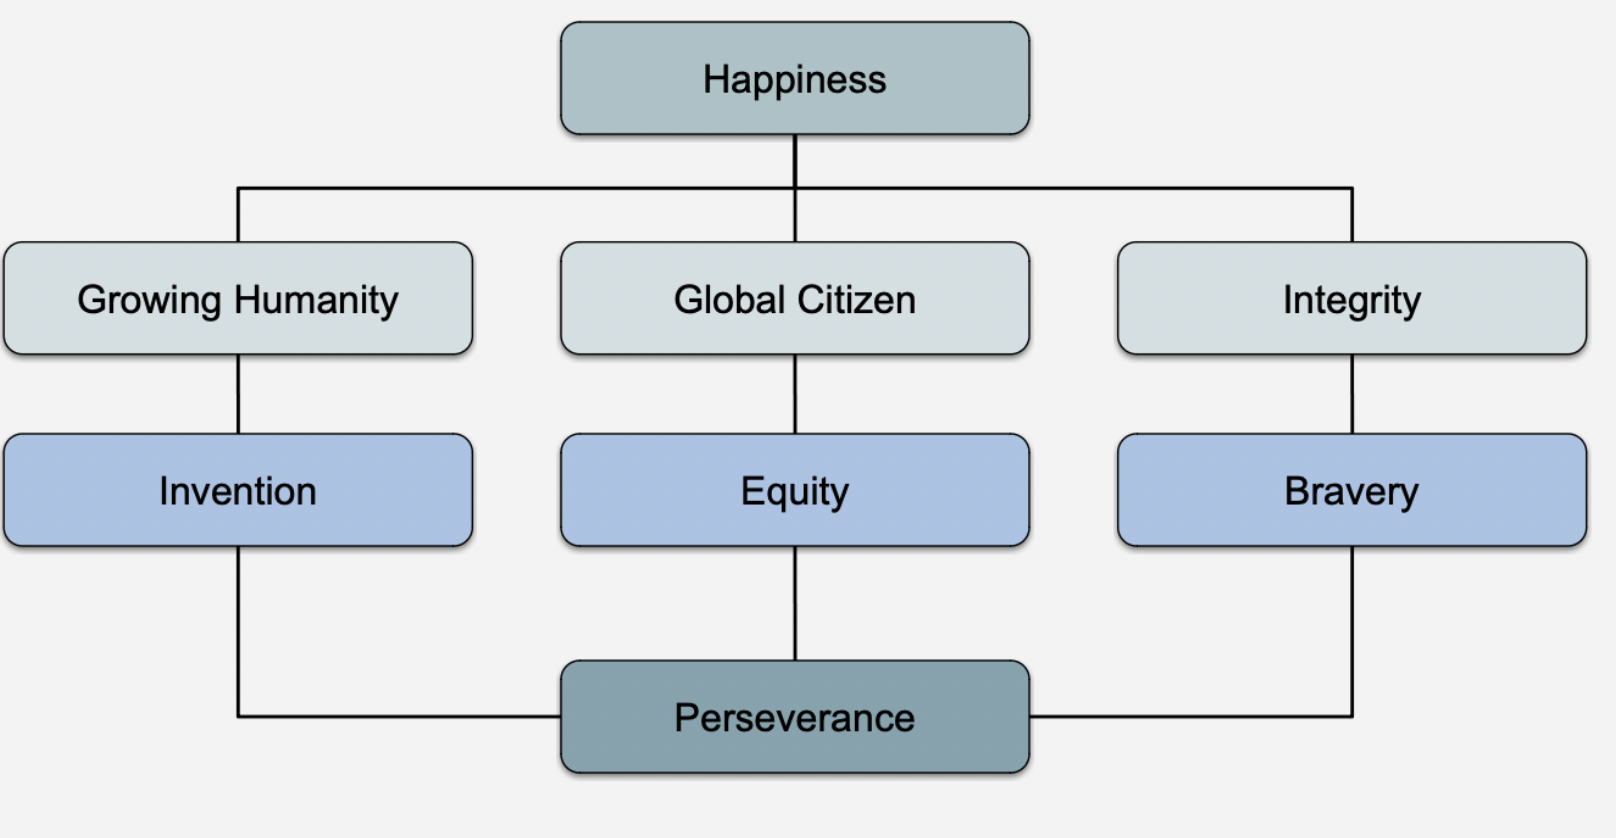 Happiness
Growing Humanity
Global Citizen
Integrity
Invention
Equity
Bravery
Perseverance